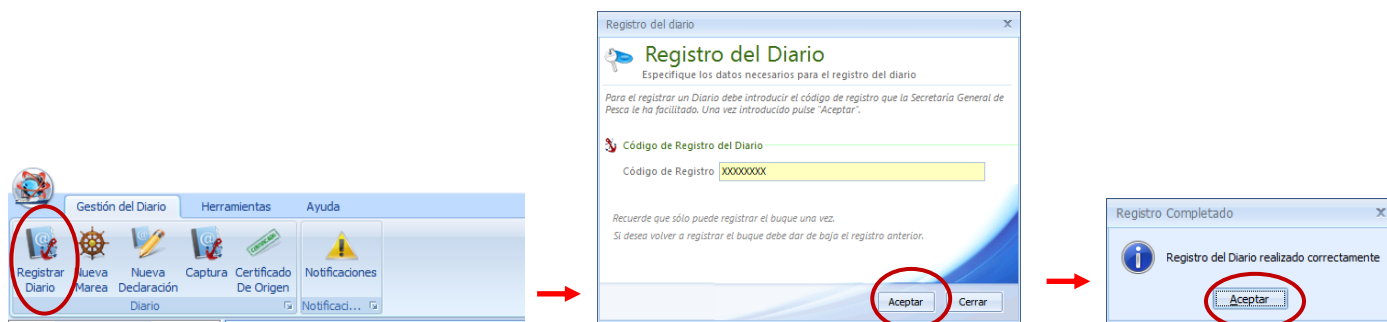 Gestión del Diario Herramientas Ayuda
Registrar Diario
Nueva Marea
Nueva Declaración
Captura
Certificado De Origen
Notificaciones
Diario
Notificaci...
Registro del diario
Registro del Diario
Especifique los datos necesarios para el registro del diario
Para el registrar un Diario debe introducir el código de registro que la Secretaría General de
Pesca le ha facilitado. Una vez introducido pulse "Aceptar".
Código de Registro del Diario
Código de Registro XXXXXXXX
Recuerde que sólo puede registrar el buque una vez.
Si desea volver a registrar el buque debe dar de baja el registro anterior.
Aceptar Cerrar
Registro Completado
Registro del Diario realizado correctamente
Aceptar